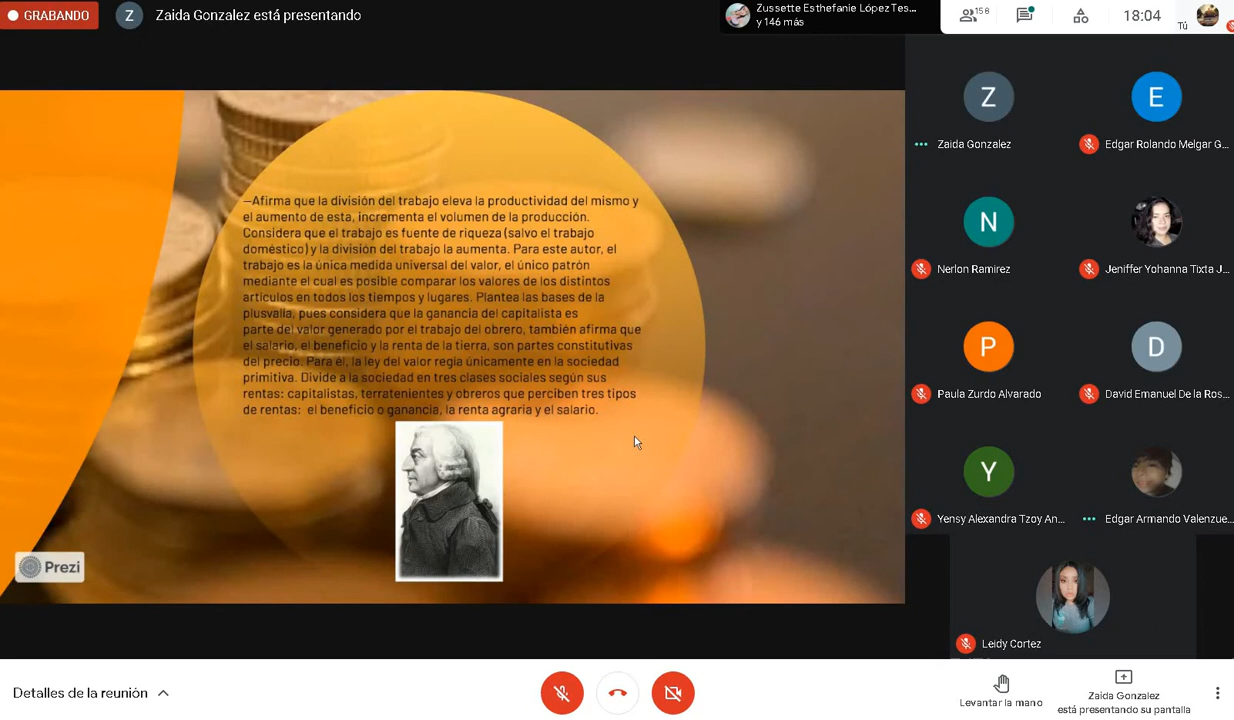 GRABANDO
Z
Zaida Gonzalez está presentando
Zussette Esthefanie López Tes...
y 146 más
156
18:04
Tú
—Afirma que la división del trabajo eleva la productividad del mismo y
el aumento de esta, incrementa el volumen de la producción.
Considera que el trabajo es fuente de riqueza (salvo el trabajo
doméstico) y la división del trabajo la aumenta. Para este autor, el
trabajo es la única medida universal del valor, el único patrón
mediante el cual es posible comparar los valores de los distintos
artículos en todos los tiempos y lugares. Plantea las bases de la
plusvalía, pues considera que la ganancia del capitalista es
parte del valor generado por el trabajo del obrero, también afirma que
el salario, el beneficio y la renta de la tierra, son partes constitutivas
del precio. Para él, la ley del valor regía únicamente en la sociedad
primitiva. Divide a la sociedad en tres clases sociales según sus
rentas: capitalistas, terratenientes y obreros que perciben tres tipos
de rentas: el beneficio o ganancia, la renta agraria y el salario.
Prezi
Z
Zaida Gonzalez
E
Edgar Rolando Melgar G...
N
Nerlon Ramirez
Jeniffer Yohanna Tixta J...
P
Paula Zurdo Alvarado
D
David Emanuel De la Ros...
Y
Yensy Alexandra Tzoy An...
Edgar Armando Valenzue...
Leidy Cortez
Detalles de la reunión
Levantar la mano
Zaida Gonzalez
está presentando su pantalla